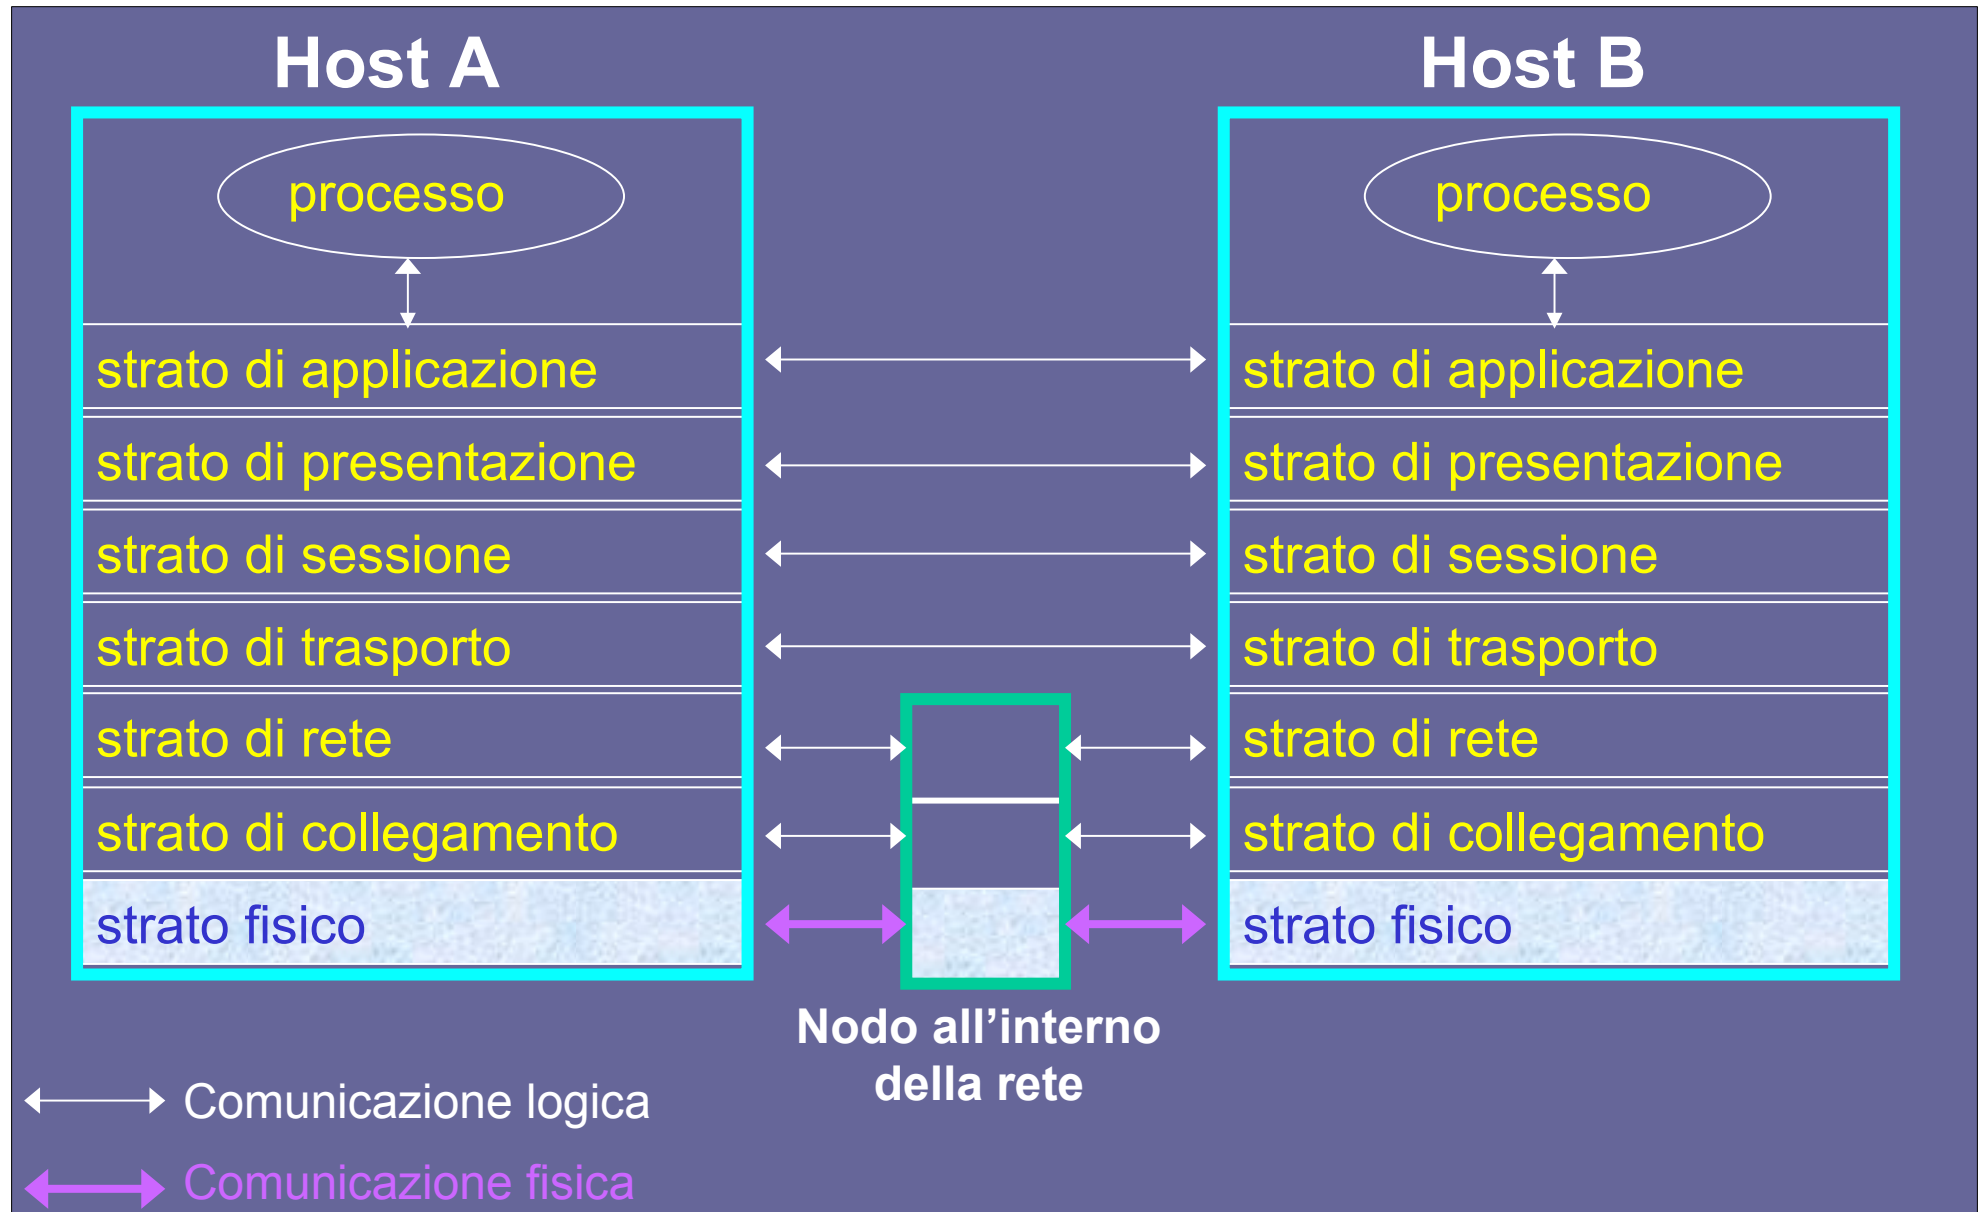 Host A
Host B
processo
processo
strato di applicazione
strato di applicazione
strato di presentazione
strato di presentazione
strato di sessione
strato di sessione
strato di trasporto
strato di trasporto
strato di rete
strato di rete
strato di collegamento
strato di collegamento
strato fisico
strato fisico
Nodo all’interno
della rete
Comunicazione logica
Comunicazione fisica